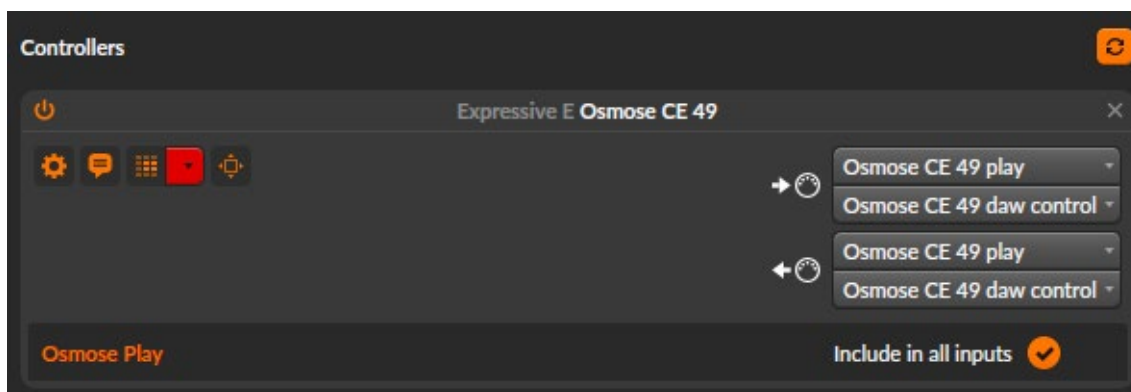 Controllers
Expressive E Osmose CE 49
Osmose CE 49 play
Osmose CE 49 daw control
Osmose CE 49 play
Osmose CE 49 daw control
Osmose Play
Include in all inputs